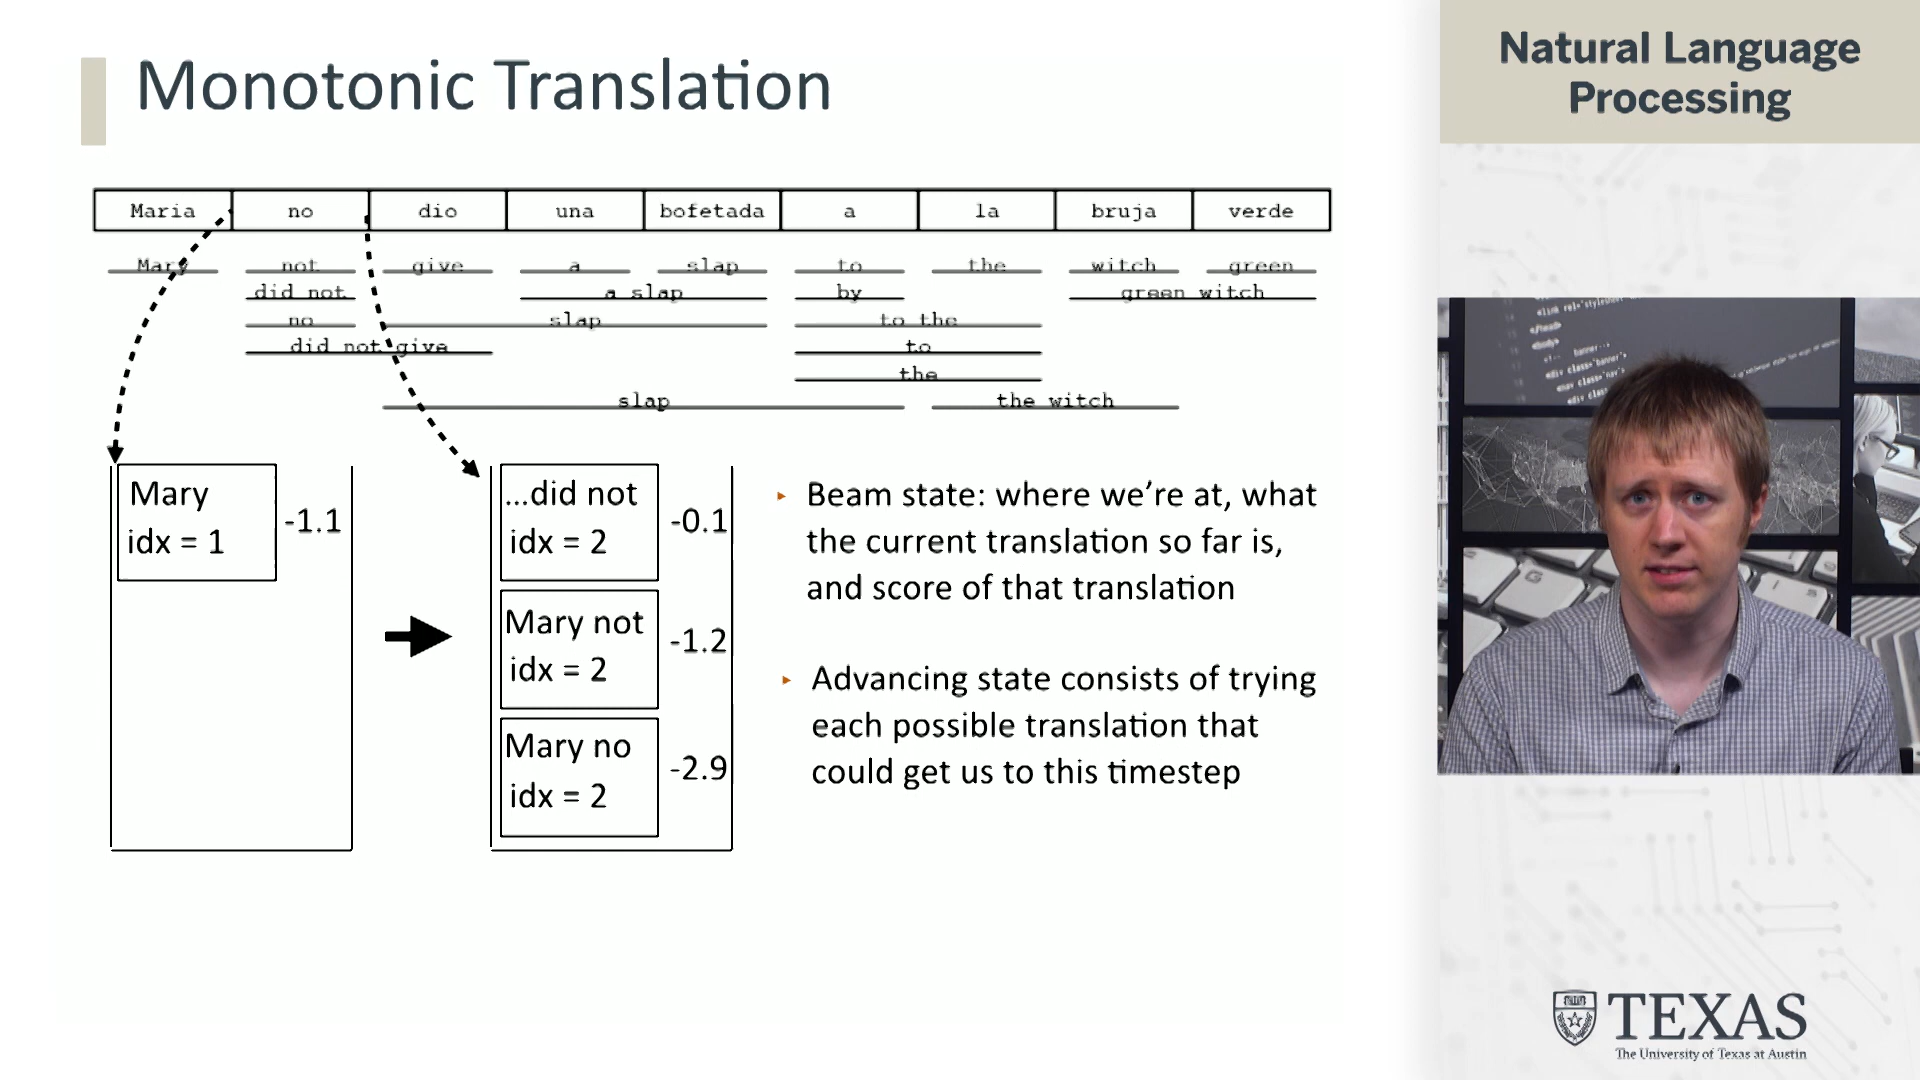 Monotonic Translation
Natural Language
Processing
Maria no dio una bofetada a la bruja verde
Mary not give a slap to the witch green
did not a slap by green witch
no slap to the
did not give to
the
slap the witch
Mary
idx = 1
-1.1
...did not
idx = 2
-0.1
Mary not
idx = 2
-1.2
Mary no
idx = 2
-2.9
▸ Beam state: where we’re at, what
the current translation so far is,
and score of that translation
▸ Advancing state consists of trying
each possible translation that
could get us to this timestep
TEXAS
The University of Texas at Austin